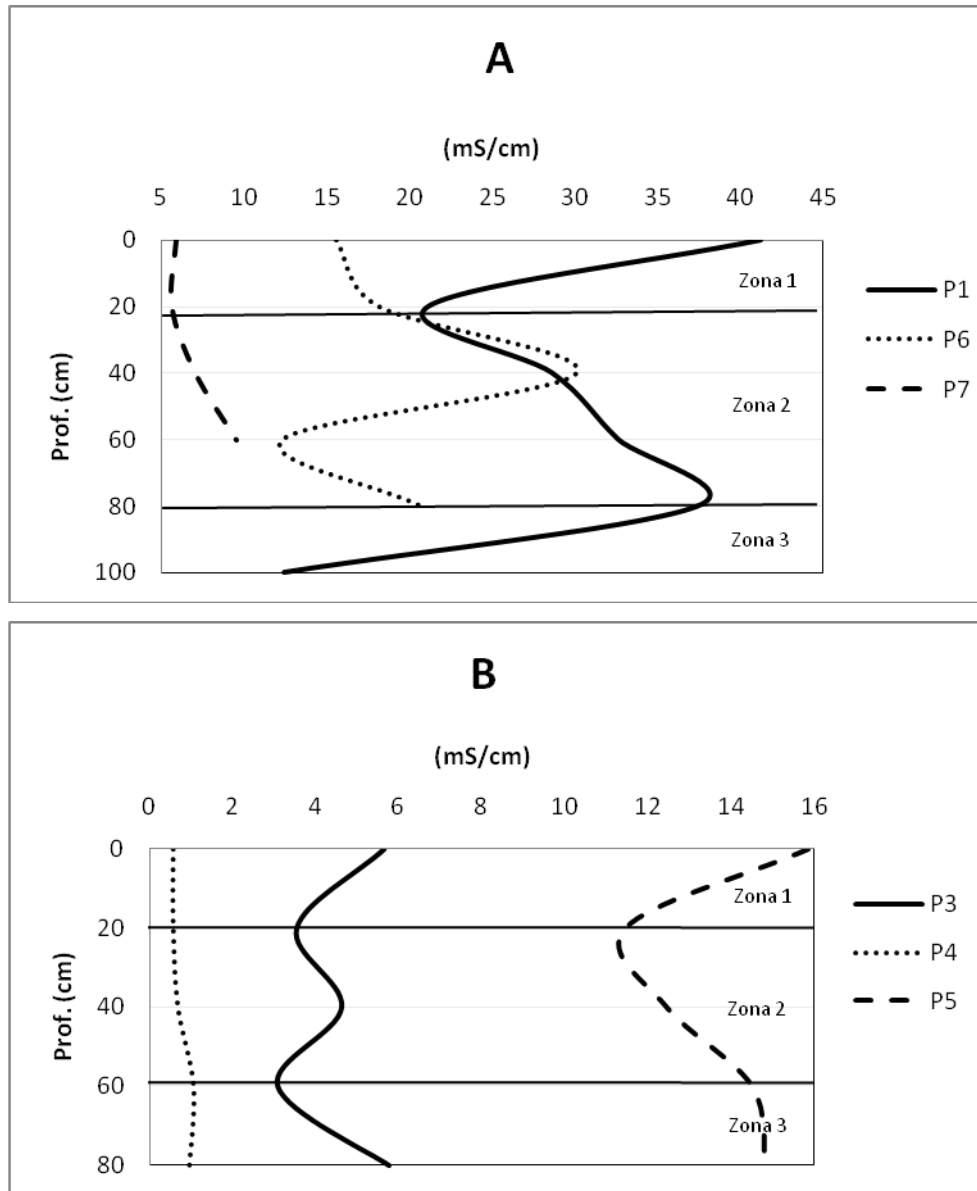 A
(mS/cm)
5 10 15 20 25 30 35 40 45
0
20
40
60
80
100
Prof. (cm)
Zona 1
Zona 2
Zona 3
P1
P6
P7
B
(mS/cm)
0 2 4 6 8 10 12 14 16
0
20
40
60
80
Prof. (cm)
Zona 1
Zona 2
Zona 3
P3
P4
P5